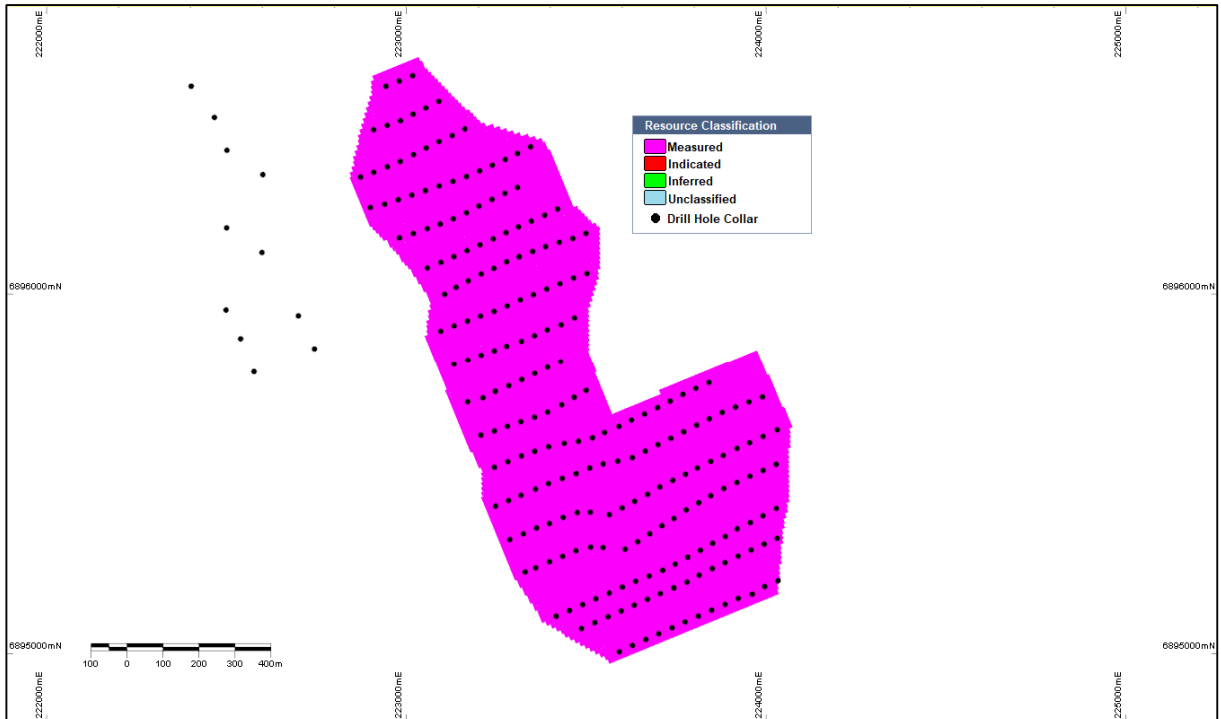 222000mE
223000mE
224000mE
225000mE
Resource Classification
Measured
Indicated
Inferred
Unclassified
Drill Hole Collar
6896000mN
6896000mN
6895000mN
6895000mN
100 0 100 200 300 400m
222000mE
223000mE
224000mE
225000mE